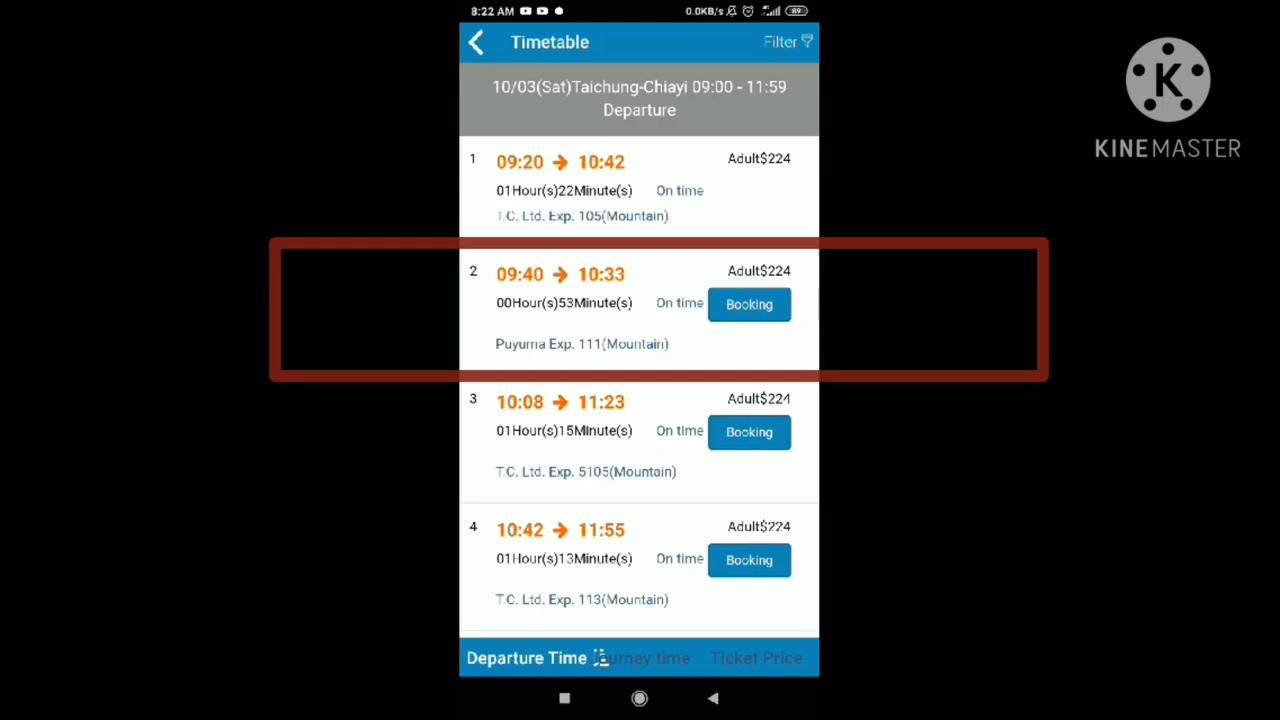 8:22 AM
0.0KB/s
89
Timetable
Filter
10/03(Sat)Taichung-Chiayi 09:00 - 11:59
Departure
1
09:20 → 10:42
Adult$224
01Hour(s)22Minute(s)
On time
T.C. Ltd. Exp. 105(Mountain)
2
09:40 → 10:33
Adult$224
00Hour(s)53Minute(s)
On time
Booking
Puyuma Exp. 111(Mountain)
3
10:08 → 11:23
Adult$224
01Hour(s)15Minute(s)
On time
Booking
T.C. Ltd. Exp. 5105(Mountain)
4
10:42 → 11:55
Adult$224
01Hour(s)13Minute(s)
On time
Booking
T.C. Ltd. Exp. 113(Mountain)
Departure Time
Journey time
Ticket Price
K
KINEMASTER